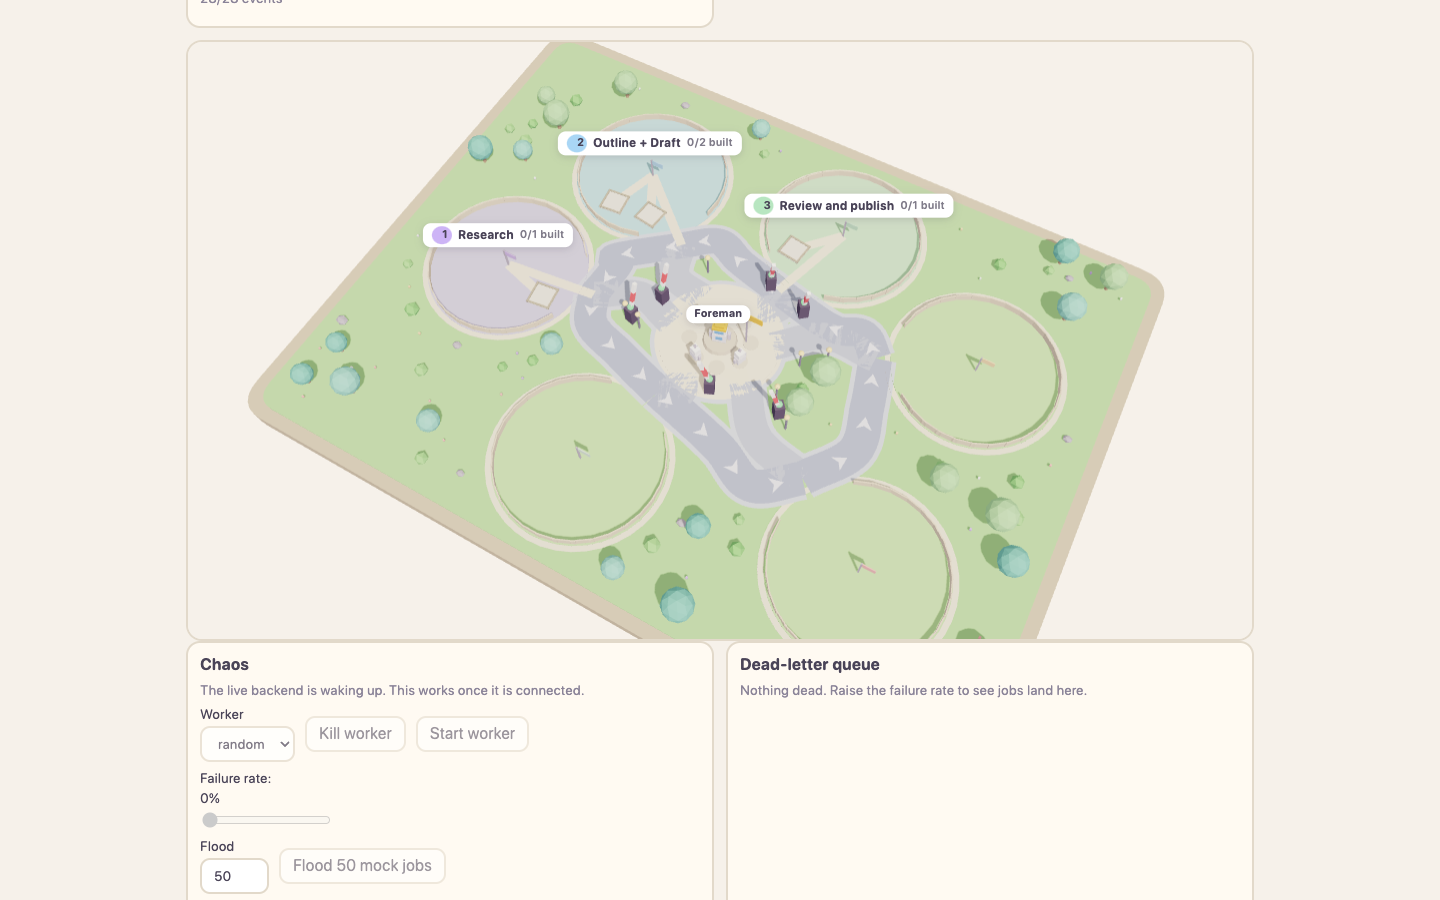 28/28 events
2 Outline + Draft 0/2 built
3 Review and publish 0/1 built
1 Research 0/1 built
Foreman
Chaos
The live backend is waking up. This works once it is connected.
Worker
random
Kill worker
Start worker
Failure rate:
0%
Flood
50
Flood 50 mock jobs
Dead-letter queue
Nothing dead. Raise the failure rate to see jobs land here.